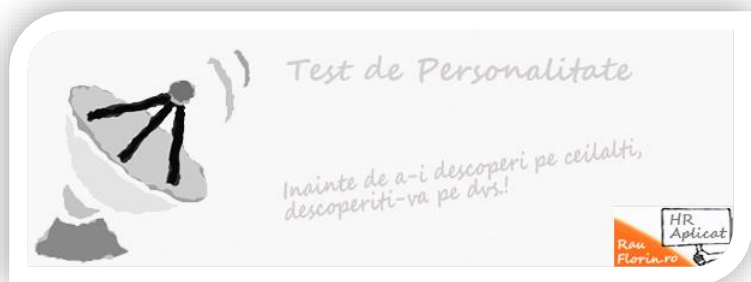 Test de Personalitate
Inainte de a-i descoperi pe ceilalti,
descoperiti-va pe dvs.!
HR
Aplicat
Rau
Florin.ro